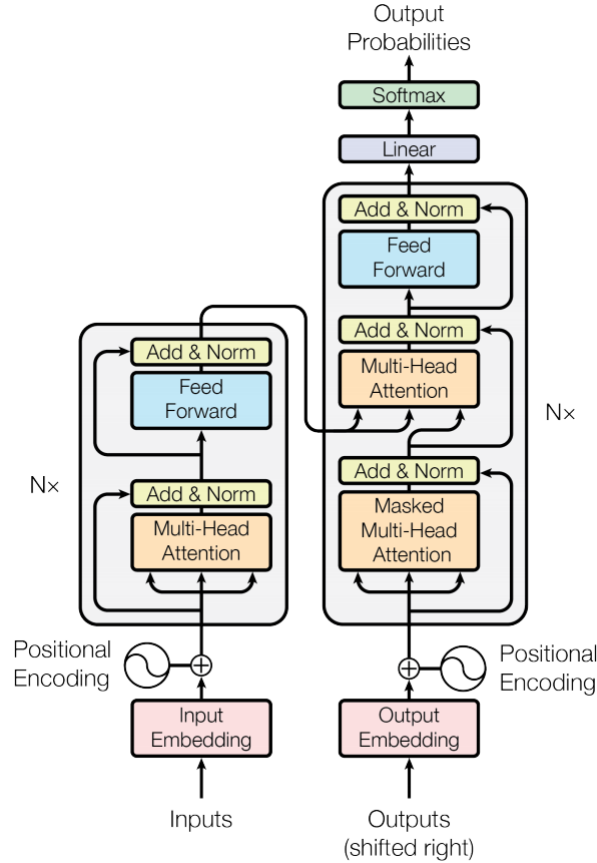 Output
Probabilities
Softmax
Linear
Add & Norm
Feed
Forward
Add & Norm
Multi-Head
Attention
Add & Norm
Masked
Multi-Head
Attention
N×
Add & Norm
Feed
Forward
Add & Norm
Multi-Head
Attention
N×
Positional
Encoding
Positional
Encoding
Input
Embedding
Output
Embedding
Inputs
Outputs
(shifted right)